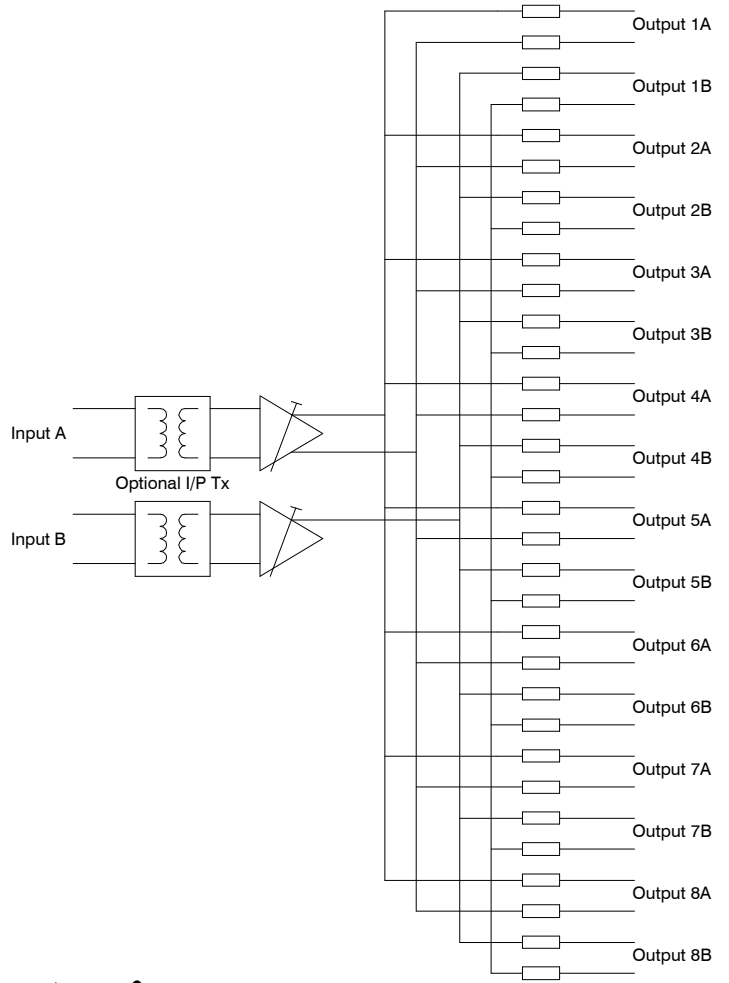 Output 1A
Output 1B
Output 2A
Output 2B
Output 3A
Output 3B
Output 4A
Input A
Output 4B
Optional I/P Tx
Output 5A
Input B
Output 5B
Output 6A
Output 6B
Output 7A
Output 7B
Output 8A
Output 8B